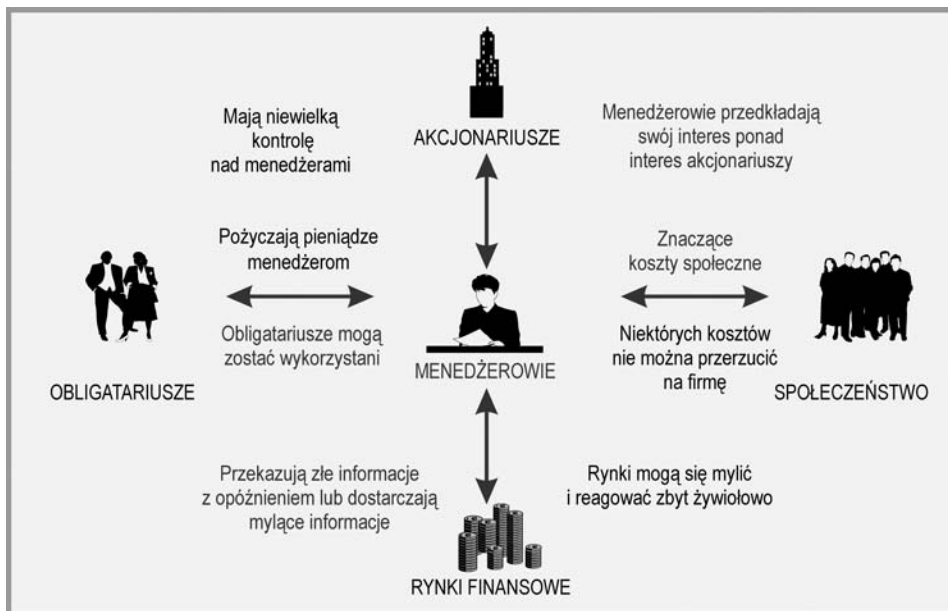 Mają niewielką
kontrolę
nad menedżerami
AKCJONARIUSZE
Menedżerowie przedkładają
swój interes ponad
interes akcjonariuszy
Pożyczają pieniądze
menedżerom
Znaczące
koszty społeczne
Obligatariusze mogą
zostać wykorzystani
Niektórych kosztów
nie można przerzucić
na firmę
OBLIGATARIUSZE
MENEDŻEROWIE
SPOŁECZEŃSTWO
Przekazują złe informacje
z opóźnieniem lub dostarczają
mylące informacje
Rynki mogą się mylić
i reagować zbyt żywiołowo
RYNKI FINANSOWE